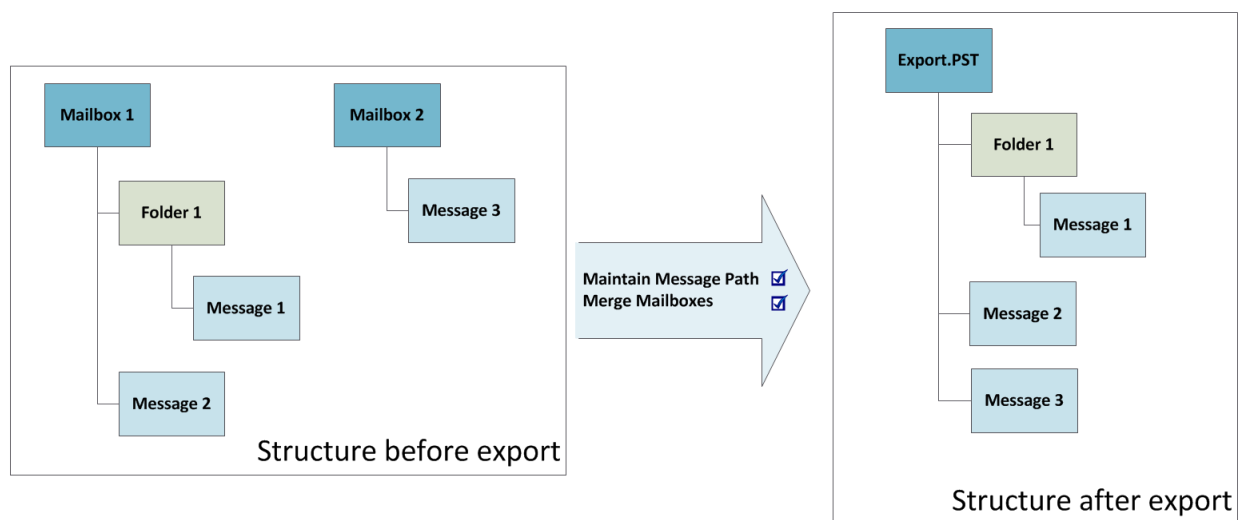 Mailbox 1
Mailbox 2
Folder 1
Message 3
Message 1
Message 2
Structure before export
Maintain Message Path
Merge Mailboxes
Export.PST
Folder 1
Message 1
Message 2
Message 3
Structure after export